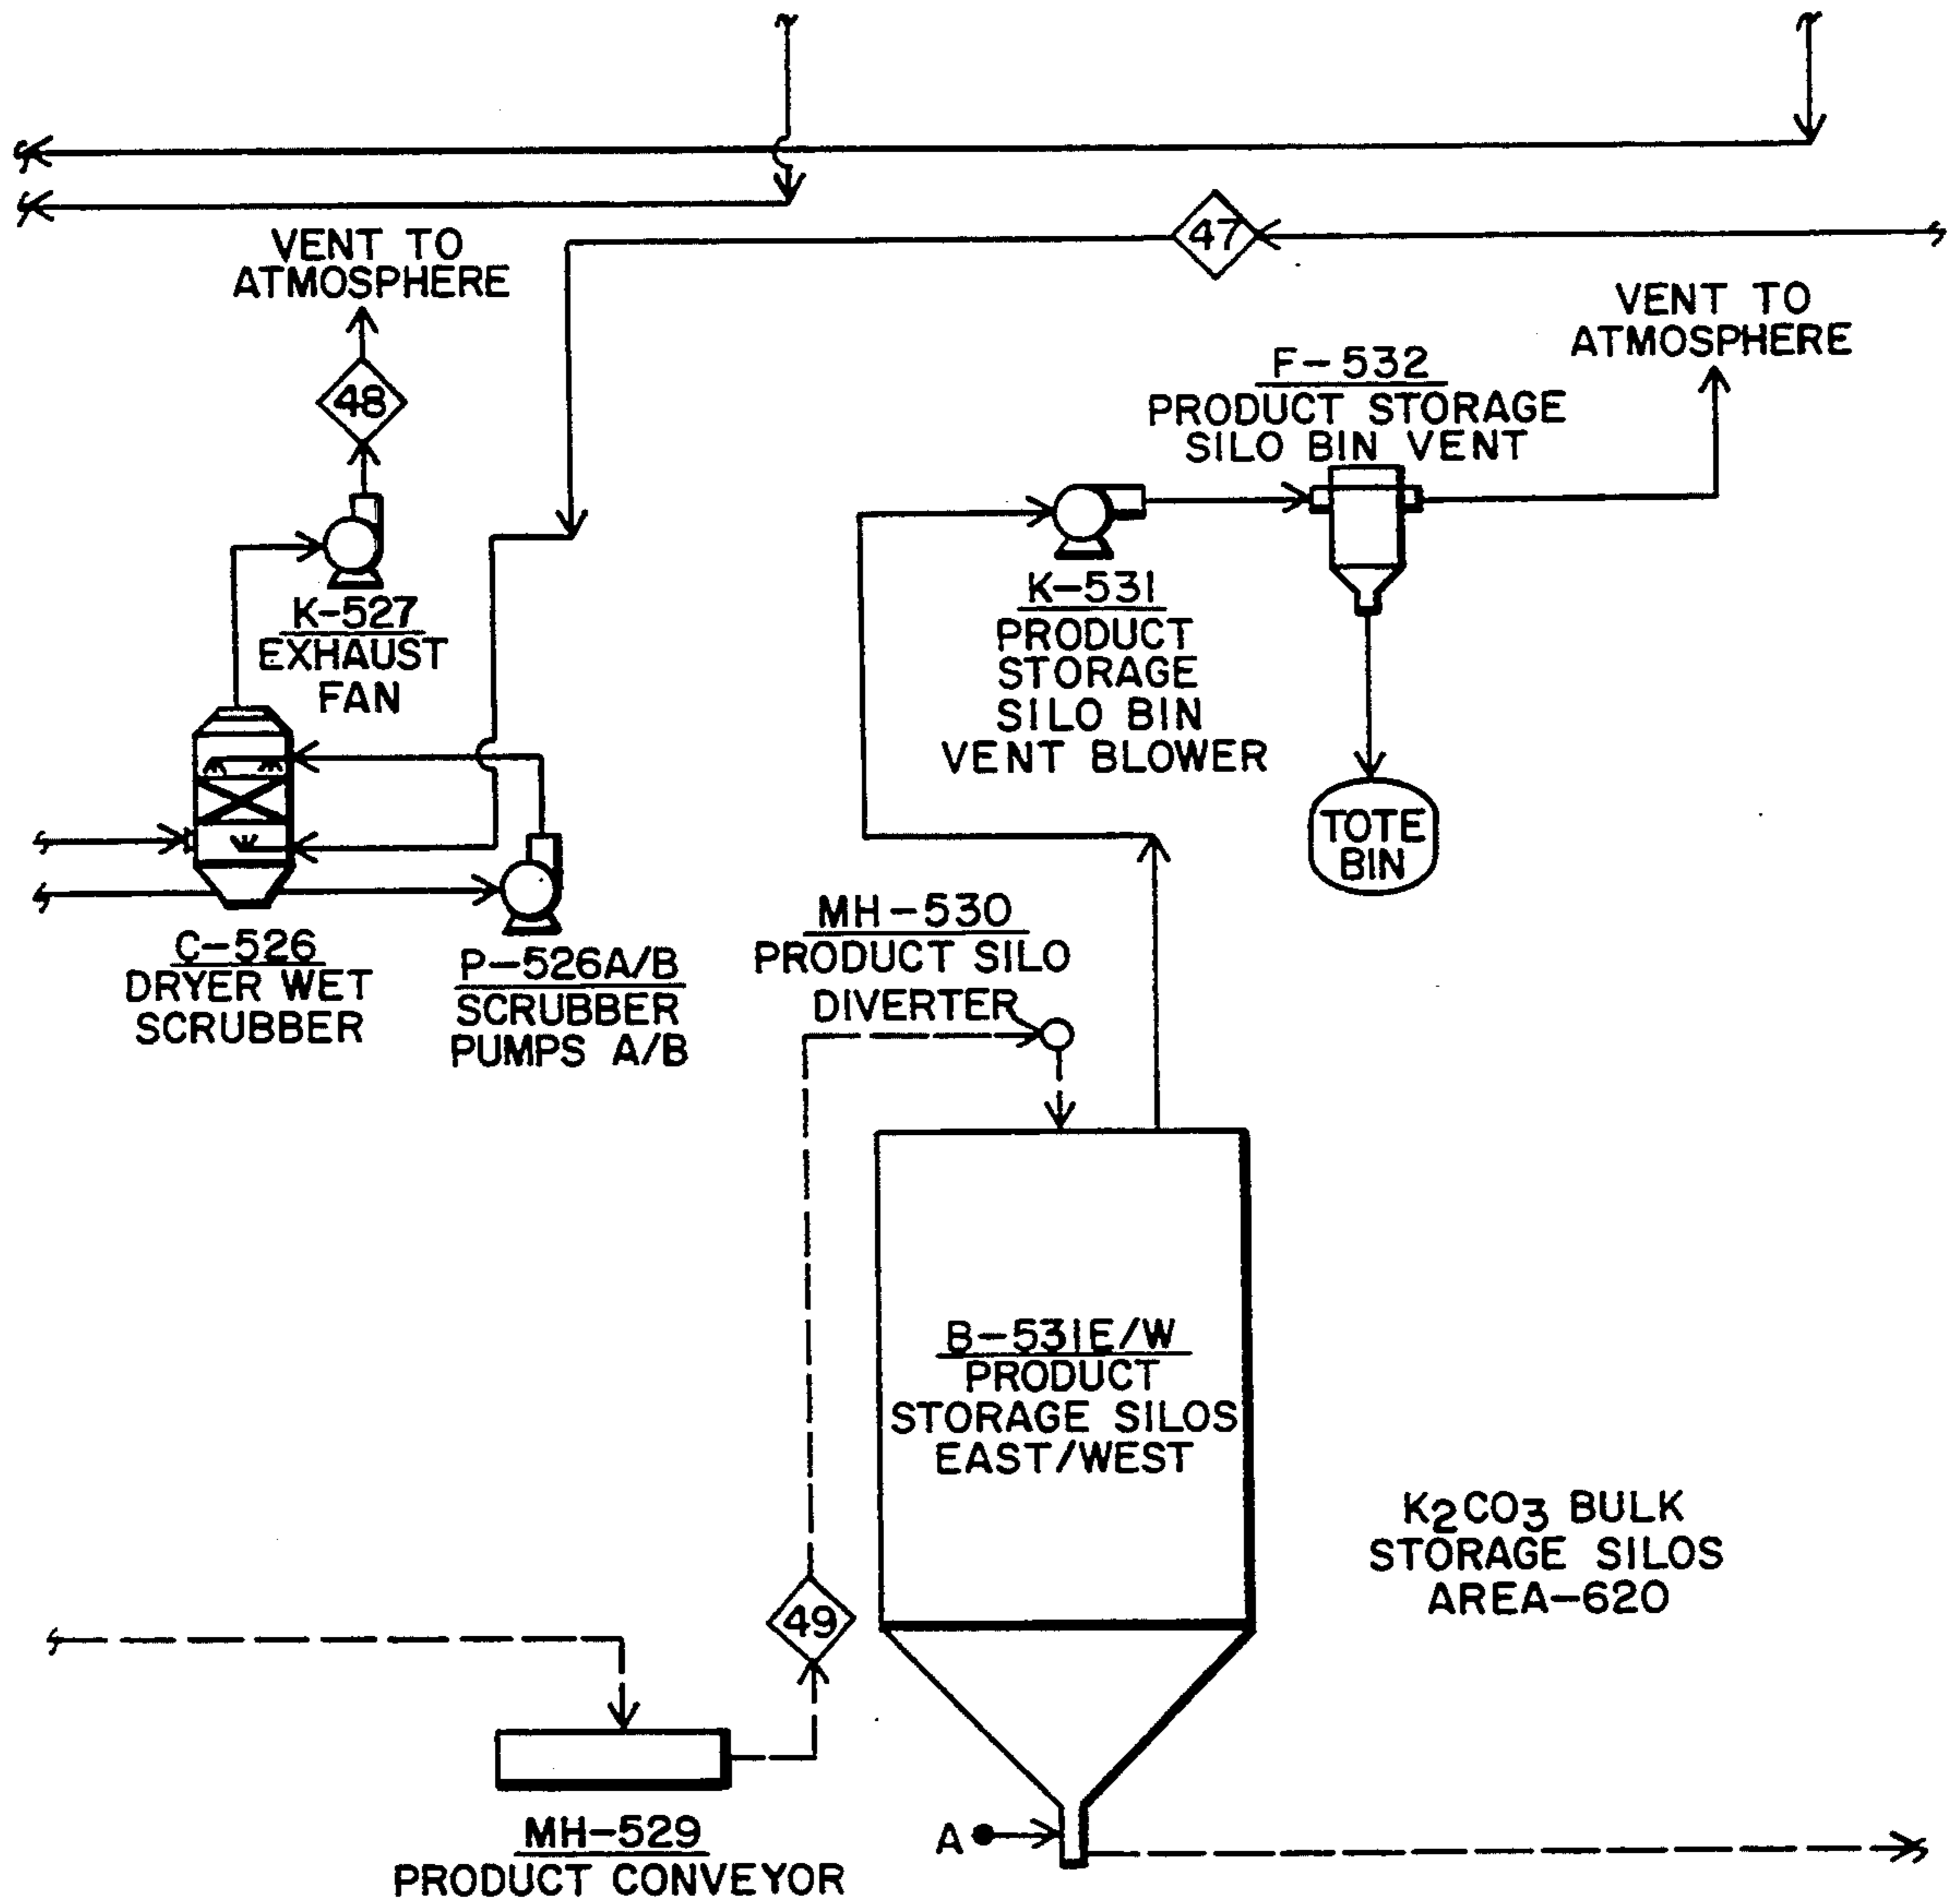 47
VENT TO
ATMOSPHERE
48
K-527
EXHAUST
FAN
VENT TO
ATMOSPHERE
F-532
PRODUCT STORAGE
SILO BIN VENT
K-531
PRODUCT
STORAGE
SILO BIN
VENT BLOWER
TOTE
BIN
C-526
DRYER WET
SCRUBBER
P-526A/B
SCRUBBER
PUMPS A/B
MH-530
PRODUCT SILO
DIVERTER
B-531E/W
PRODUCT
STORAGE SILOS
EAST/WEST
K2CO3 BULK
STORAGE SILOS
AREA-620
49
MH-529
PRODUCT CONVEYOR
A